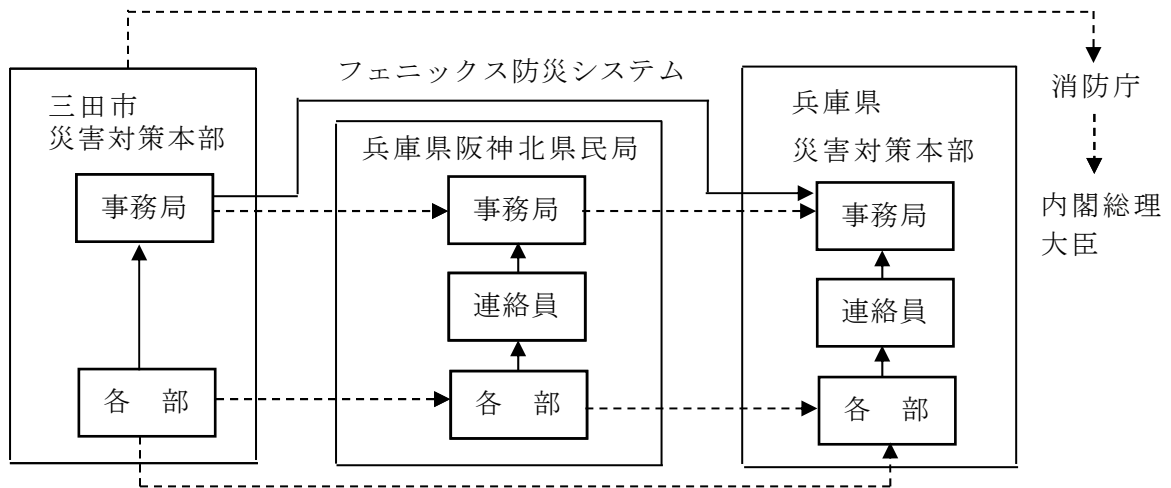 フェニックス防災システム
三田市
災害対策本部
事務局
各 部
兵庫県阪神北県民局
事務局
連絡員
各 部
兵庫県
災害対策本部
事務局
連絡員
各 部
消防庁
内閣総理
大臣